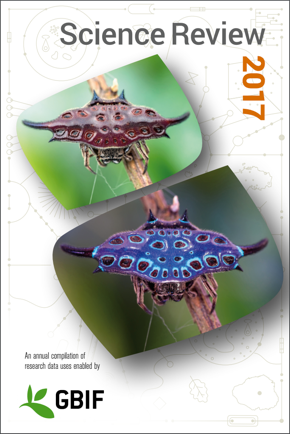 Science Review
2017
An annual compilation of
research data uses enabled by
GBIF